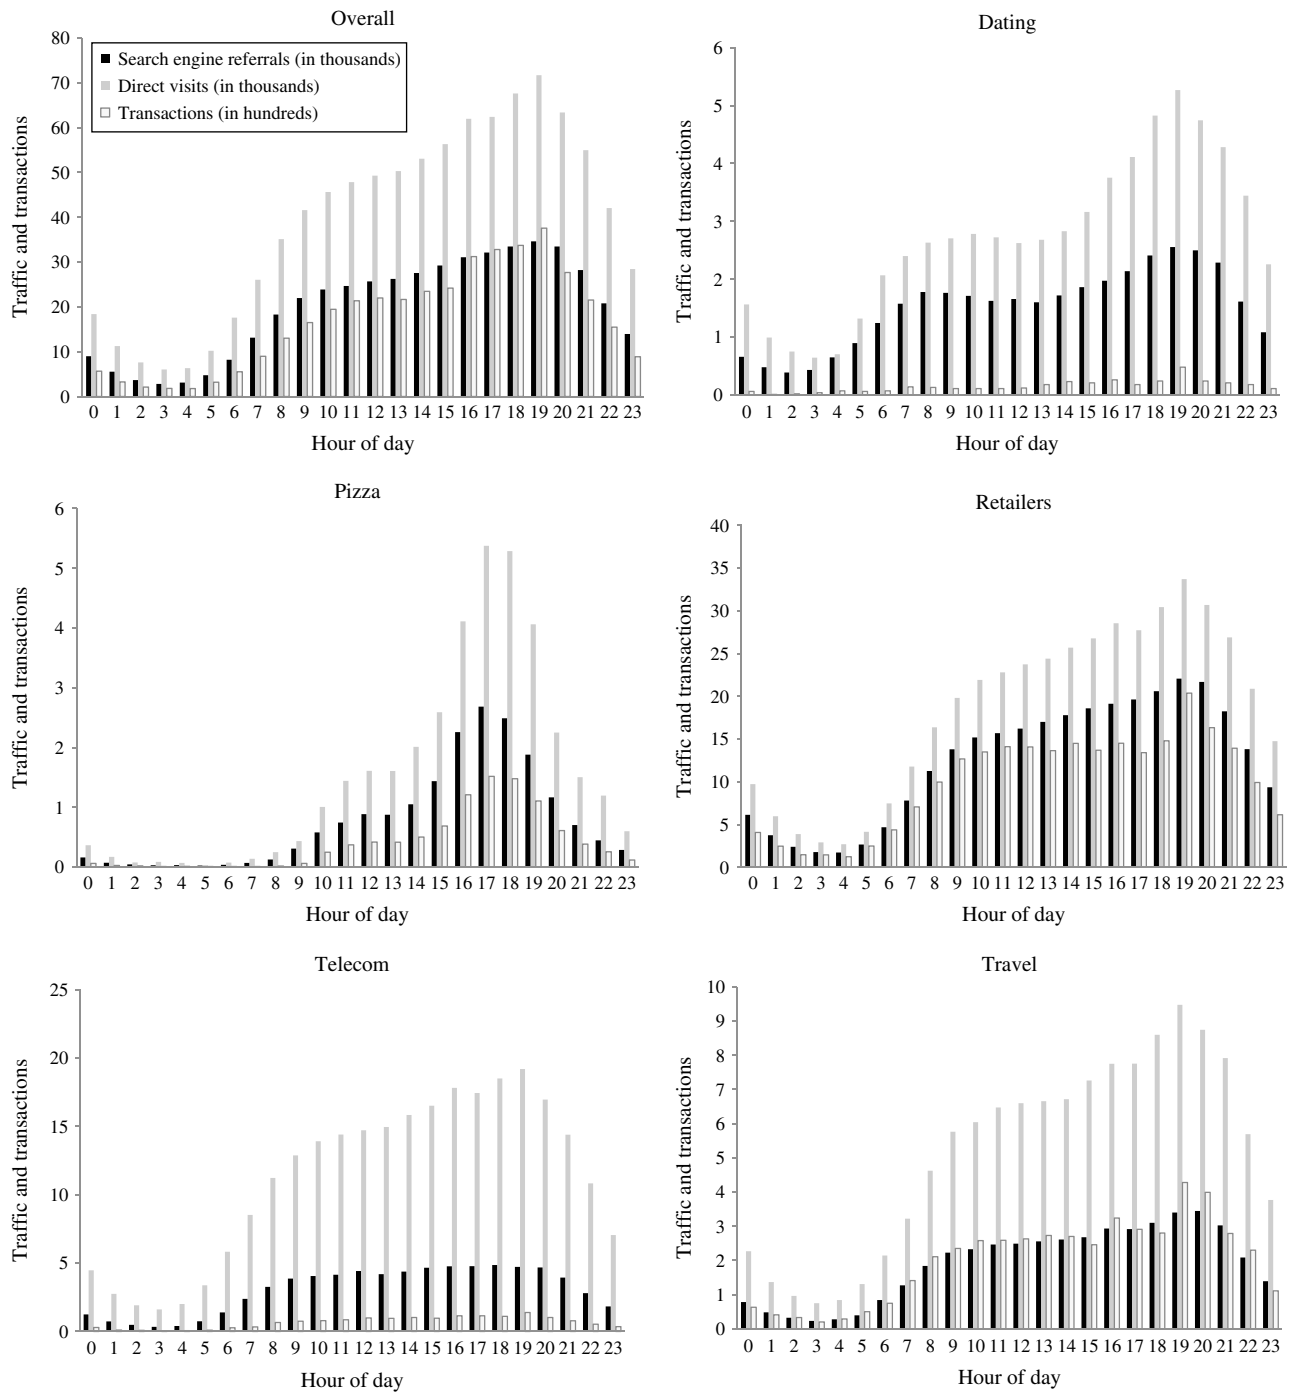 Overall
Traffic and transactions
80
70
60
50
40
30
20
10
0
Search engine referrals (in thousands)
Direct visits (in thousands)
Transactions (in hundreds)
0 1 2 3 4 5 6 7 8 9 10 11 12 13 14 15 16 17 18 19 20 21 22 23
Hour of day
Dating
Traffic and transactions
6
5
4
3
2
1
0
0 1 2 3 4 5 6 7 8 9 10 11 12 13 14 15 16 17 18 19 20 21 22 23
Hour of day
Pizza
Traffic and transactions
6
5
4
3
2
1
0
0 1 2 3 4 5 6 7 8 9 10 11 12 13 14 15 16 17 18 19 20 21 22 23
Hour of day
Retailers
Traffic and transactions
40
35
30
25
20
15
10
5
0
0 1 2 3 4 5 6 7 8 9 10 11 12 13 14 15 16 17 18 19 20 21 22 23
Hour of day
Telecom
Traffic and transactions
25
20
15
10
5
0
0 1 2 3 4 5 6 7 8 9 10 11 12 13 14 15 16 17 18 19 20 21 22 23
Hour of day
Travel
Traffic and transactions
10
9
8
7
6
5
4
3
2
1
0
0 1 2 3 4 5 6 7 8 9 10 11 12 13 14 15 16 17 18 19 20 21 22 23
Hour of day